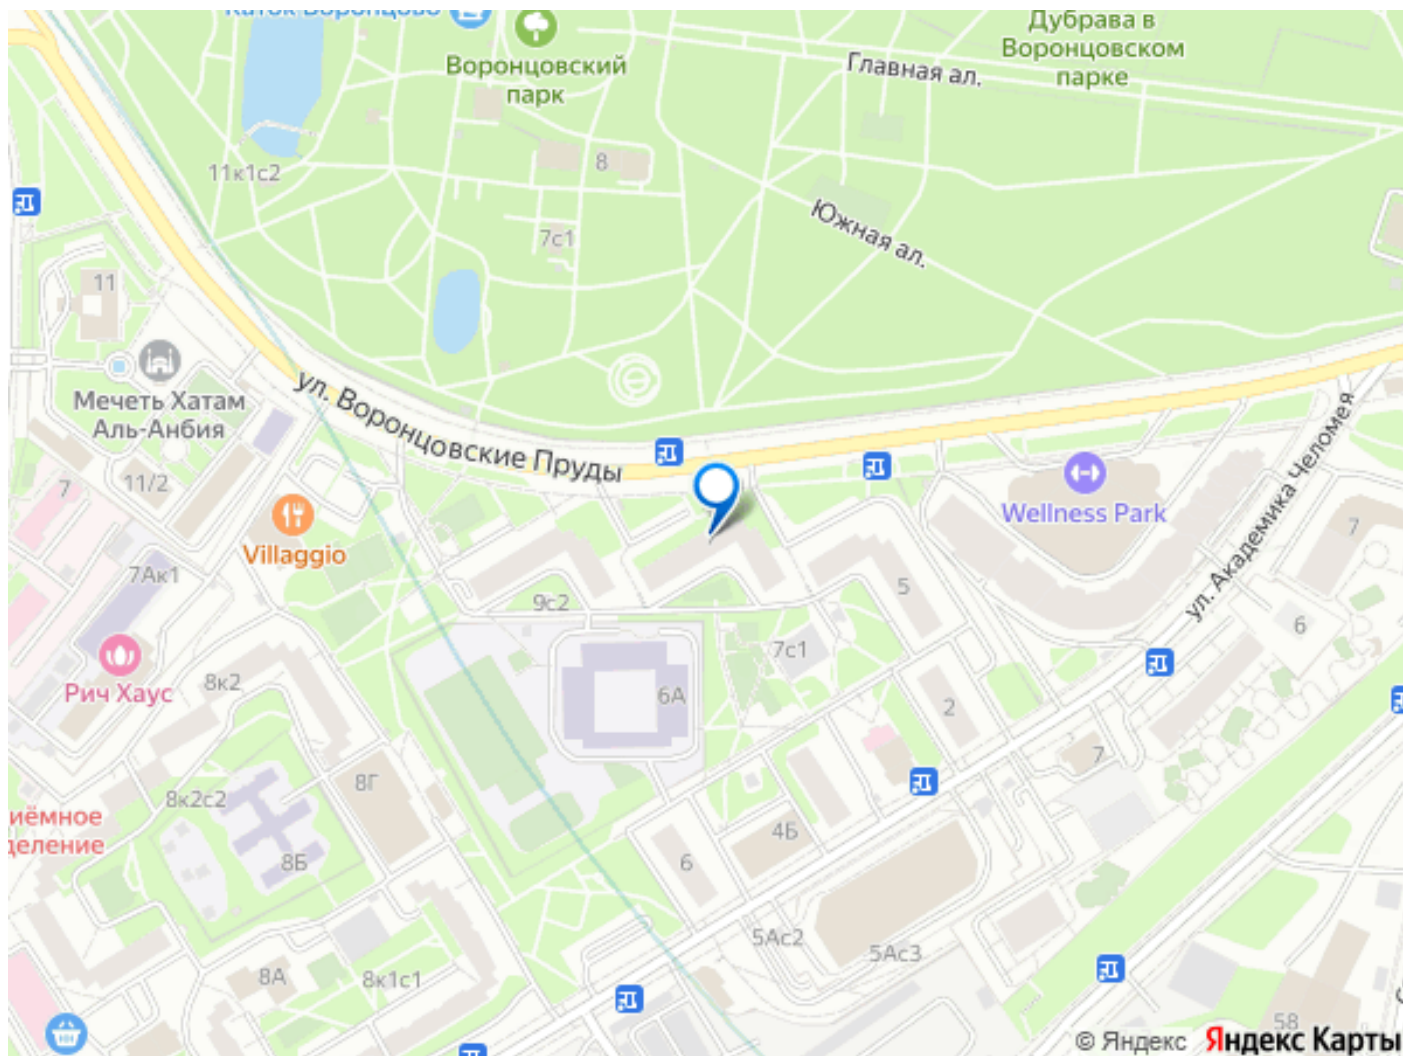 Каток Воронцово
Воронцовский
парк
Дубрава в
Воронцовском
парке
Главная ал.
8
11к1с2
Южная ал.
7с1
11
Мечеть Хатам
Аль-Анбия
ул. Воронцовские Пруды
ул. Академика Челомея
Wellness Park
7
11/2
Villaggio
7
7Ак1
9с2
5
6
7с1
Рич Хаус
8к2
6А
2
7
8Г
8к2с2
4Б
8Б
6
5Ас2
5Ас3
8А
8к1с1
58
© Яндекс Яндекс Карты